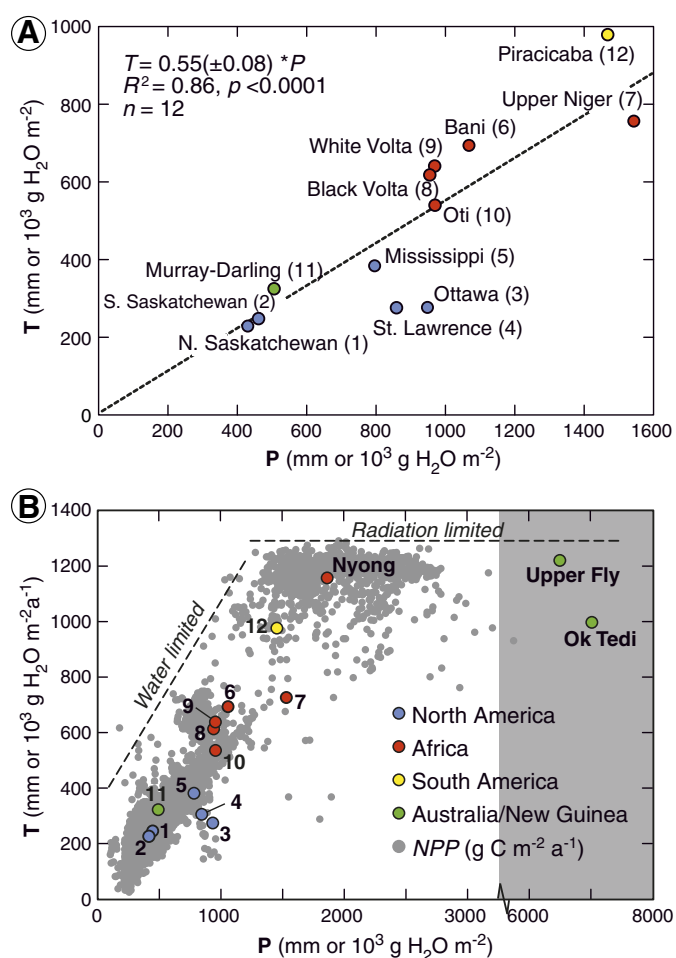 A
T = 0.55(±0.08) *P
R² = 0.86, p <0.0001
n = 12
Piracicaba (12)
Upper Niger (7)
Bani (6)
White Volta (9)
Black Volta (8)
Oti (10)
Mississippi (5)
Murray-Darling (11)
Ottawa (3)
S. Saskatchewan (2)
St. Lawrence (4)
N. Saskatchewan (1)
1000
800
600
400
200
0
T (mm or 10³ g H₂O m⁻²)
0 200 400 600 800 1000 1200 1400 1600
P (mm or 10³ g H₂O m⁻²)
B
Radiation limited
Water limited
Nyong
Upper Fly
Ok Tedi
12
6
7
9
8
10
5
11
4
3
1
2
North America
Africa
South America
Australia/New Guinea
NPP (g C m⁻² a⁻¹)
1400
1200
1000
800
600
400
200
0
T (mm or 10³ g H₂O m⁻²a⁻¹)
0 1000 2000 3000 6000 8000
P (mm or 10³ g H₂O m⁻²)